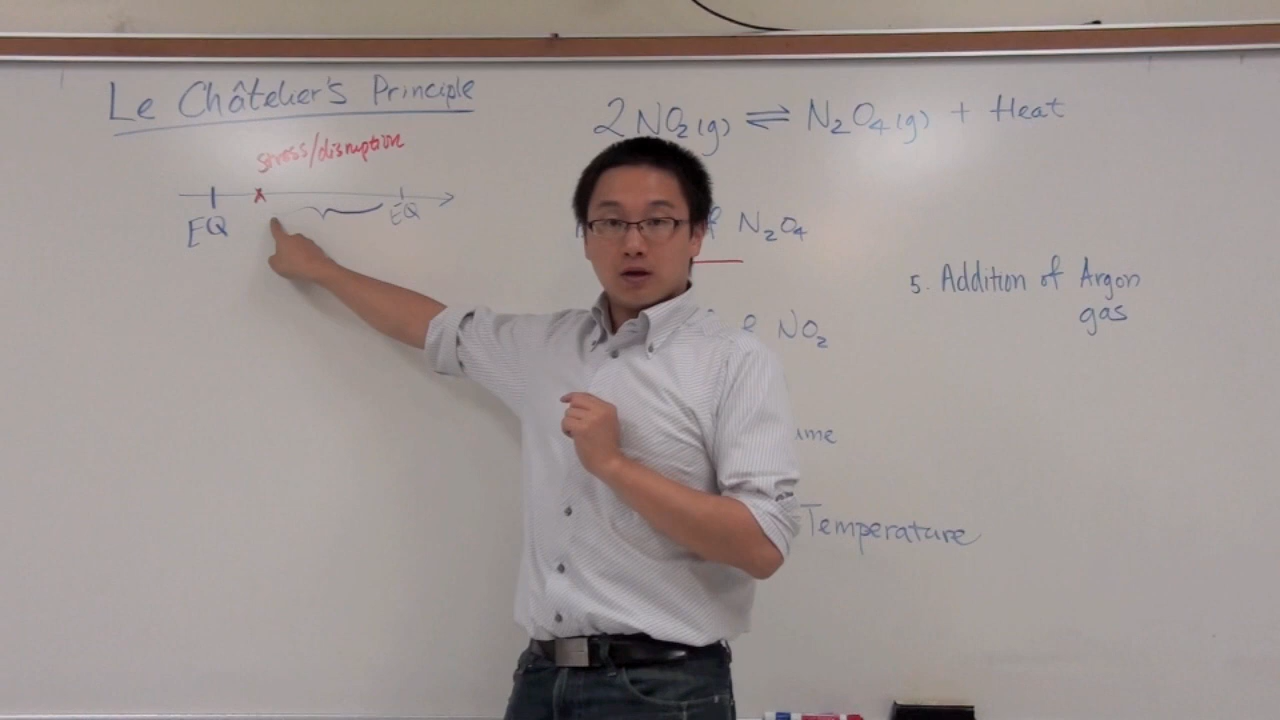 Le Châtelier's Principle
stress/disruption
x
EQ
EQ
2NO₂(g) ⇌ N₂O₄(g) + Heat
N₂O₄
NO₂
Temperature
5. Addition of Argon
gas